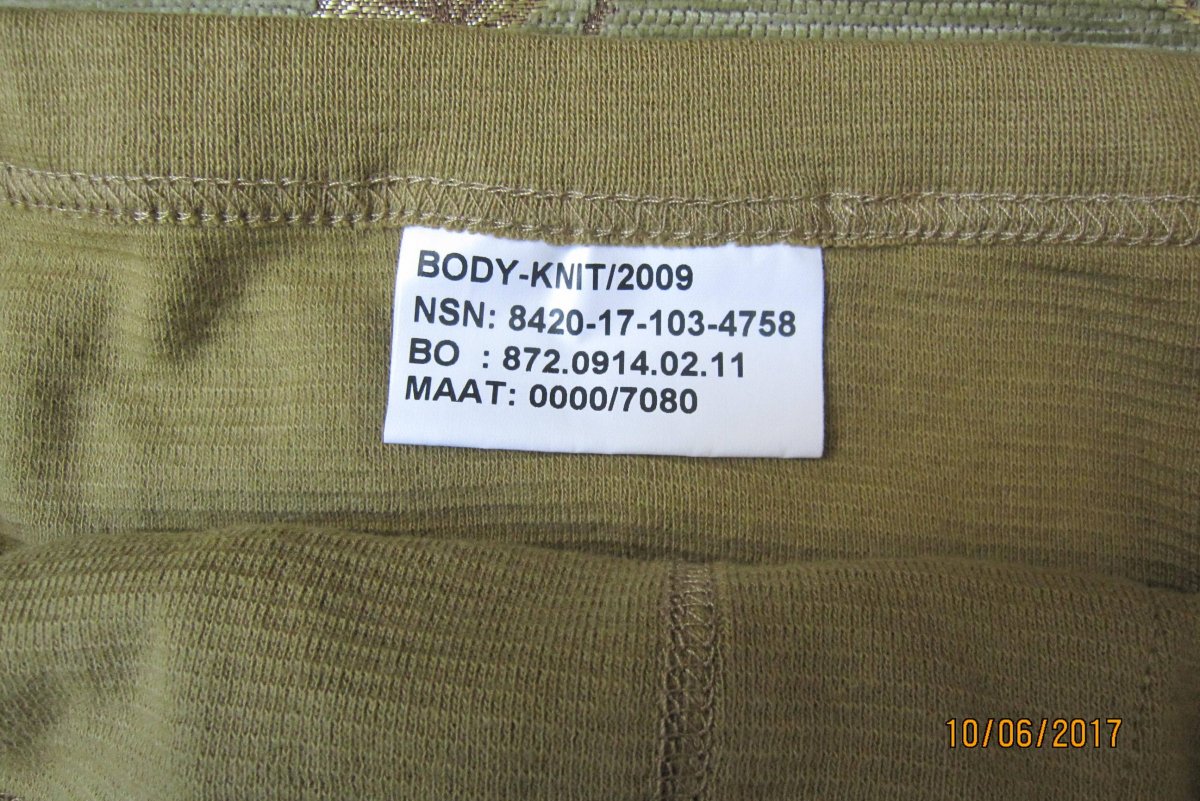 BODY-KNIT/2009
NSN: 8420-17-103-4758
BO : 872.0914.02.11
MAAT: 0000/7080
10/06/2017